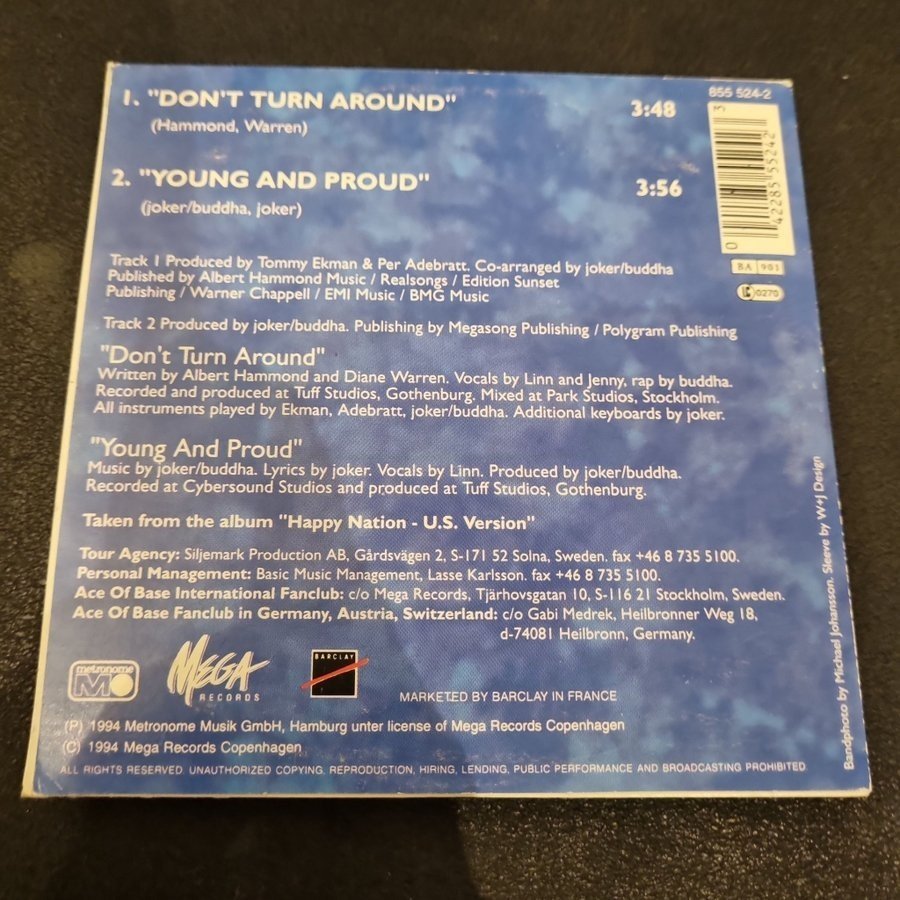 1. "DON'T TURN AROUND" 3:48
(Hammond, Warren)
2. "YOUNG AND PROUD" 3:56
(joker/buddha, joker)
855 524-2
0 42285 55242 3
BA 901
LC 0270
Track 1 Produced by Tommy Ekman & Per Adebratt. Co-arranged by joker/buddha
Published by Albert Hammond Music / Realsongs / Edition Sunset
Publishing / Warner Chappell / EMI Music / BMG Music
Track 2 Produced by joker/buddha. Publishing by Megasong Publishing / Polygram Publishing
"Don't Turn Around"
Written by Albert Hammond and Diane Warren. Vocals by Linn and Jenny, rap by buddha.
Recorded and produced at Tuff Studios, Gothenburg. Mixed at Park Studios, Stockholm.
All instruments played by Ekman, Adebratt, joker/buddha. Additional keyboards by joker.
"Young And Proud"
Music by joker/buddha. Lyrics by joker. Vocals by Linn. Produced by joker/buddha.
Recorded at Cybersound Studios and produced at Tuff Studios, Gothenburg.
Taken from the album "Happy Nation - U.S. Version"
Tour Agency: Siljemark Production AB, Gårdsvägen 2, S-171 52 Solna, Sweden. fax +46 8 735 5100.
Personal Management: Basic Music Management, Lasse Karlsson. fax +46 8 735 5100.
Ace Of Base International Fanclub: c/o Mega Records, Tjärhovsgatan 10, S-116 21 Stockholm, Sweden.
Ace Of Base Fanclub in Germany, Austria, Switzerland: c/o Gabi Medrek, Heilbronner Weg 18,
d-74081 Heilbronn, Germany.
Bandphoto by Michael Johansson. Sleeve by W+J Design
metronome
MEGA
RECORDS
BARCLAY
MARKETED BY BARCLAY IN FRANCE
(P) 1994 Metronome Musik GmbH, Hamburg unter license of Mega Records Copenhagen
(C) 1994 Mega Records Copenhagen
ALL RIGHTS RESERVED. UNAUTHORIZED COPYING, REPRODUCTION, HIRING, LENDING, PUBLIC PERFORMANCE AND BROADCASTING PROHIBITED